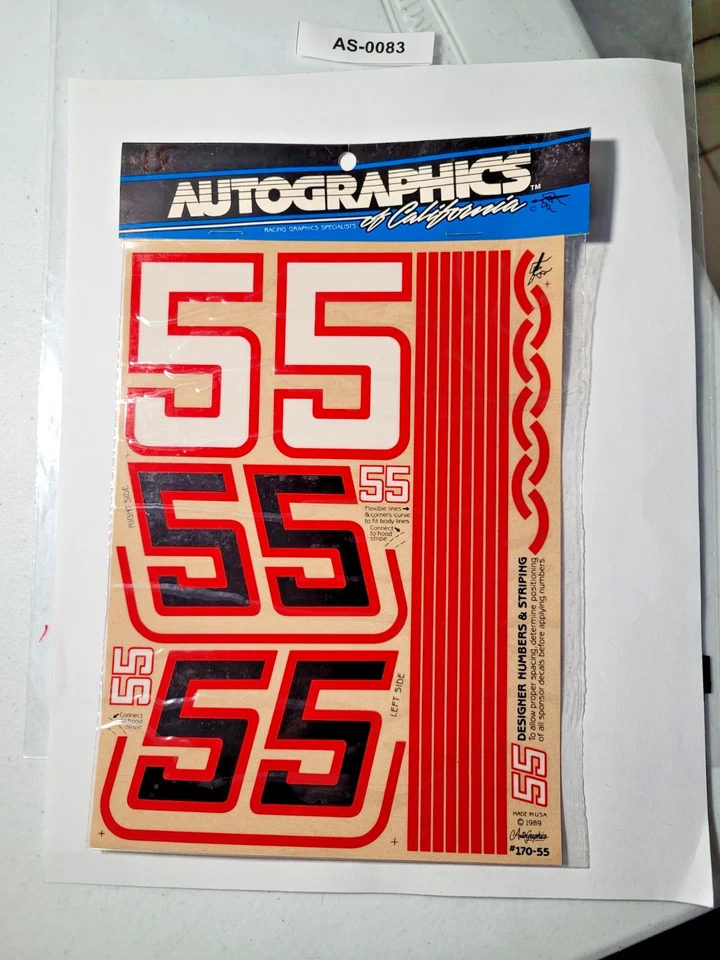 AS-0083
AUTOGRAPHICS™
of California
RACING GRAPHICS SPECIALISTS
55
55
Flexible lines
& corners curve
to fit body lines
Connect
to hood
stripe
RIGHT SIDE
55
55
Connect
to hood
stripe
55
LEFT SIDE
DESIGNER NUMBERS & STRIPING
To allow proper spacing, determine positioning
of all sponsor decals before applying numbers
55
MADE IN U.S.A.
© 1989
AutoGraphics
#170-55